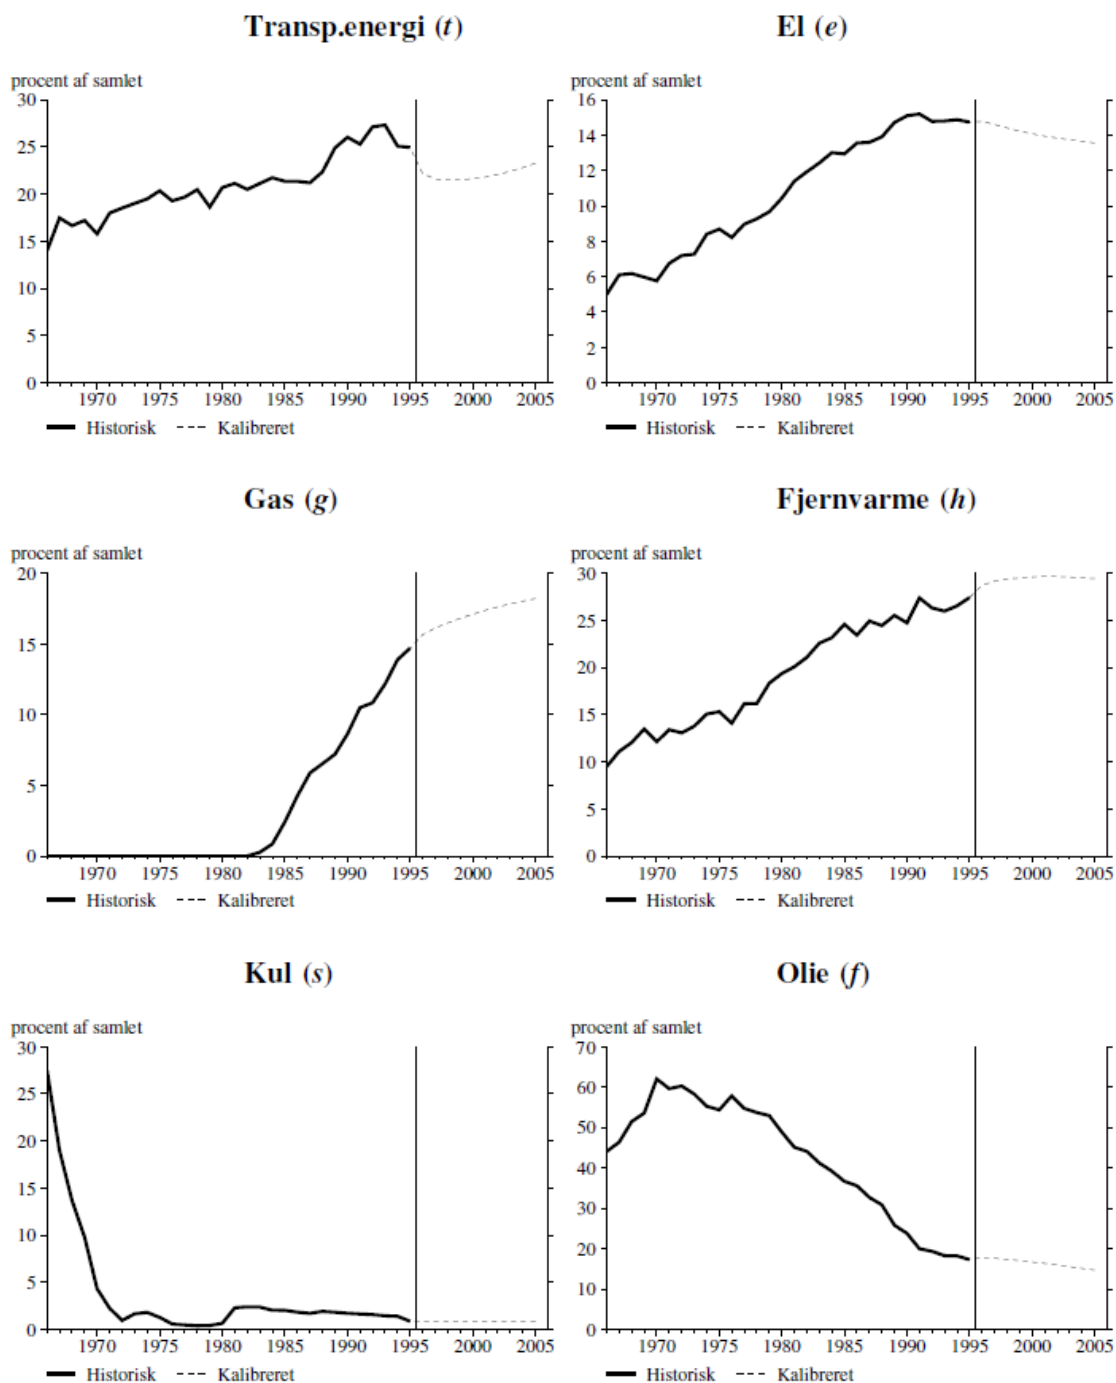 Transp.energi (t)
El (e)
procent af samlet
procent af samlet
30
25
20
15
10
5
0
16
14
12
10
8
6
4
2
0
1970 1975 1980 1985 1990 1995 2000 2005
1970 1975 1980 1985 1990 1995 2000 2005
Historisk Kalibreret
Historisk Kalibreret
Gas (g)
Fjernvarme (h)
procent af samlet
procent af samlet
20
15
10
5
0
30
25
20
15
10
5
0
1970 1975 1980 1985 1990 1995 2000 2005
1970 1975 1980 1985 1990 1995 2000 2005
Historisk Kalibreret
Historisk Kalibreret
Kul (s)
Olie (f)
procent af samlet
procent af samlet
30
25
20
15
10
5
0
70
60
50
40
30
20
10
0
1970 1975 1980 1985 1990 1995 2000 2005
1970 1975 1980 1985 1990 1995 2000 2005
Historisk Kalibreret
Historisk Kalibreret